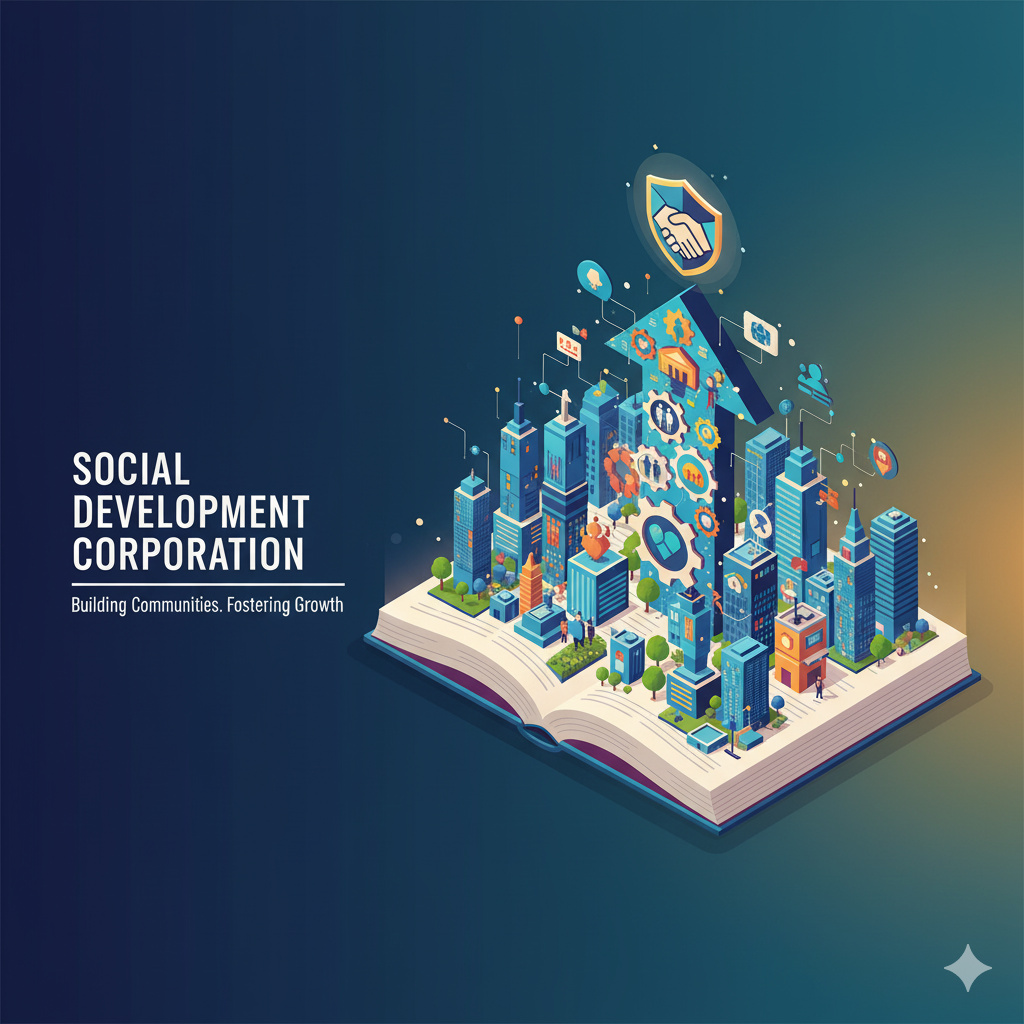 SOCIAL
DEVELOPMENT
CORPORATION
Building Communities. Fostering Growth